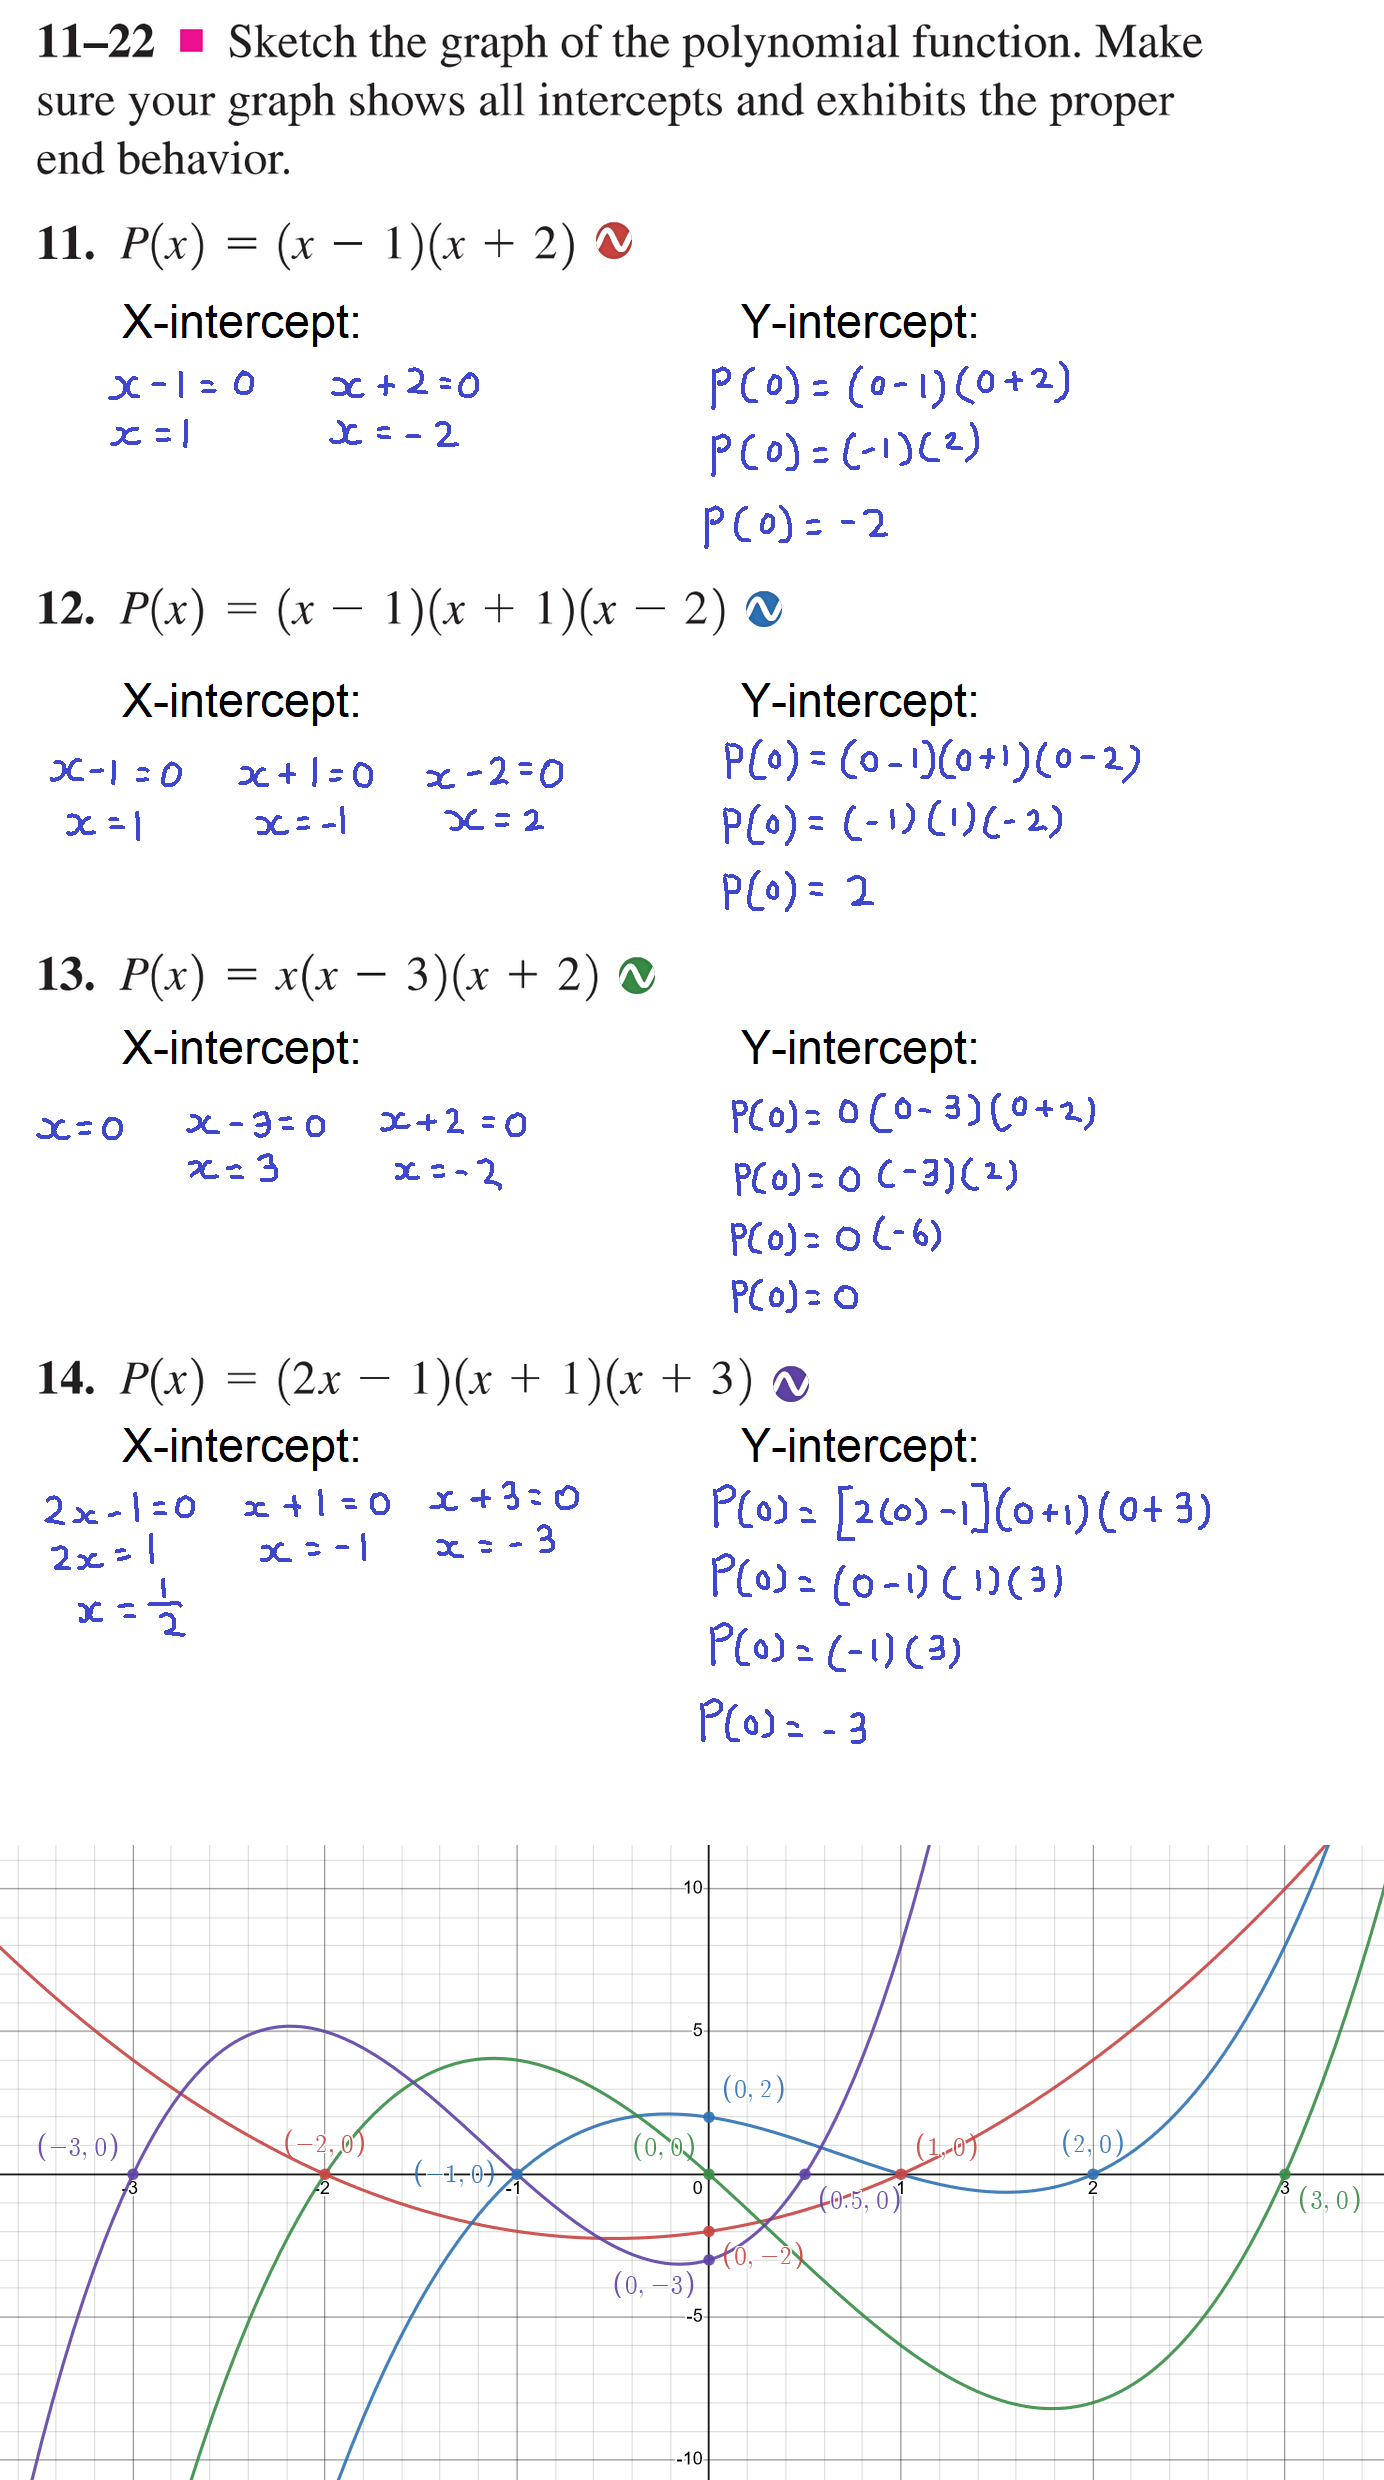 11–22 ■ Sketch the graph of the polynomial function. Make
sure your graph shows all intercepts and exhibits the proper
end behavior.
11. P(x) = (x − 1)(x + 2)
X-intercept: Y-intercept:
x-1=0 x+2=0 P(0)=(0-1)(0+2)
x=1 x=-2 P(0)=(-1)(2)
P(0)=-2
12. P(x) = (x − 1)(x + 1)(x − 2)
X-intercept: Y-intercept:
x-1=0 x+1=0 x-2=0 P(0)=(0-1)(0+1)(0-2)
x=1 x=-1 x=2 P(0)=(-1)(1)(-2)
P(0)=2
13. P(x) = x(x − 3)(x + 2)
X-intercept: Y-intercept:
x=0 x-3=0 x+2=0 P(0)=0(0-3)(0+2)
x=3 x=-2 P(0)=0(-3)(2)
P(0)=0(-6)
P(0)=0
14. P(x) = (2x − 1)(x + 1)(x + 3)
X-intercept: Y-intercept:
2x-1=0 x+1=0 x+3=0 P(0)=[2(0)-1](0+1)(0+3)
2x=1 x=-1 x=-3 P(0)=(0-1)(1)(3)
x=1/2 P(0)=(-1)(3)
P(0)=-3
10
5
(0, 2)
(−3, 0) (−2, 0) (−1, 0) (0, 0) (1, 0) (2, 0)
-3 -2 -1 0 1 2 3
(0.5, 0) (3, 0)
(0, −2)
(0, −3)
-5
-10